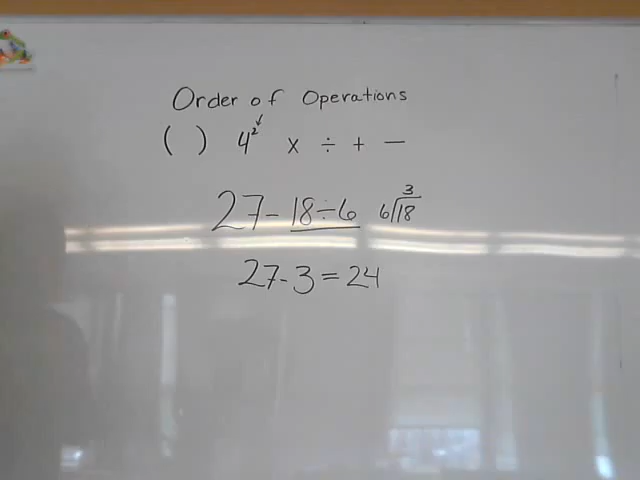 Order of Operations
( ) 4² × ÷ + −
27 - 18 ÷ 6
3
6 18
27 - 3 = 24